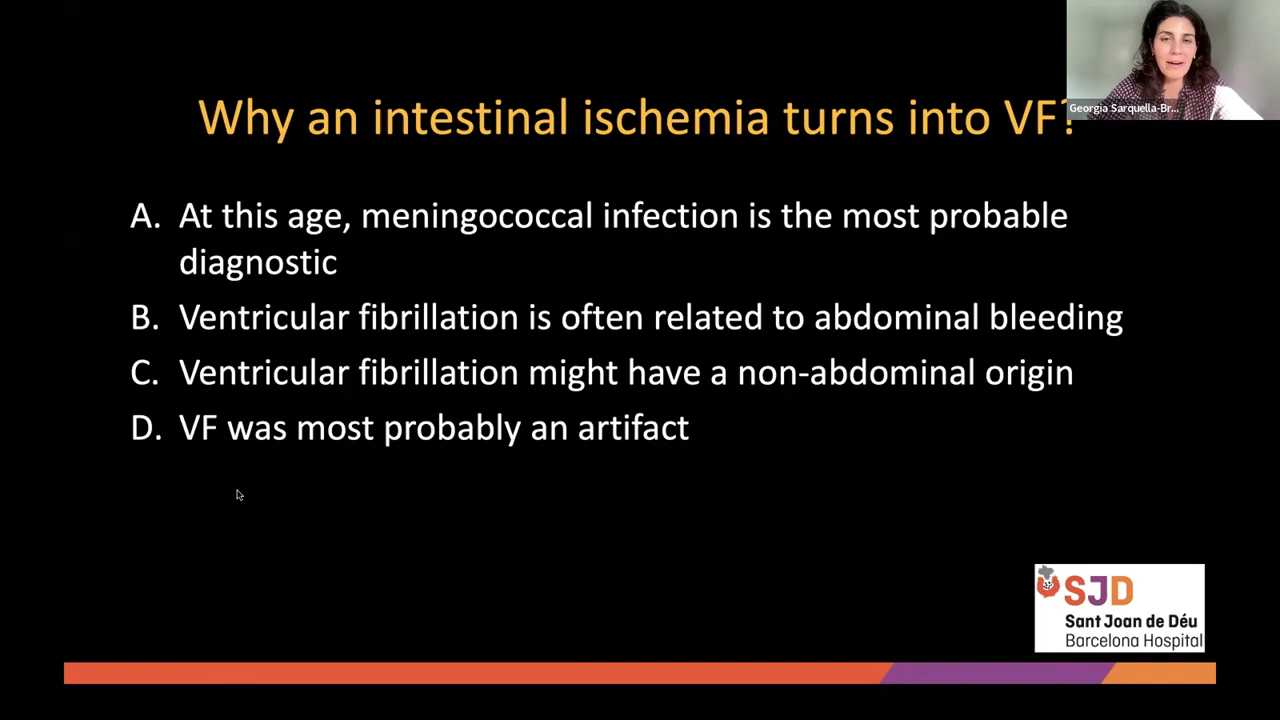 Georgia Sarquella-Br...
Why an intestinal ischemia turns into VF?
A. At this age, meningococcal infection is the most probable
diagnostic
B. Ventricular fibrillation is often related to abdominal bleeding
C. Ventricular fibrillation might have a non-abdominal origin
D. VF was most probably an artifact
SJD
Sant Joan de Déu
Barcelona Hospital